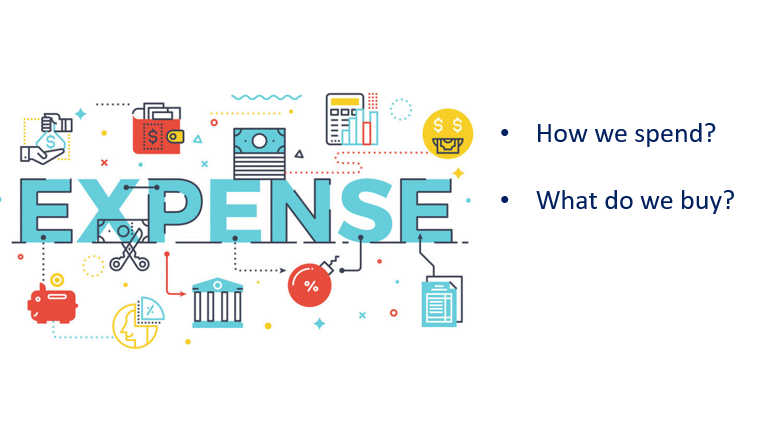 EXPENSE
• How we spend?
• What do we buy?
$
$
$ $
%
%